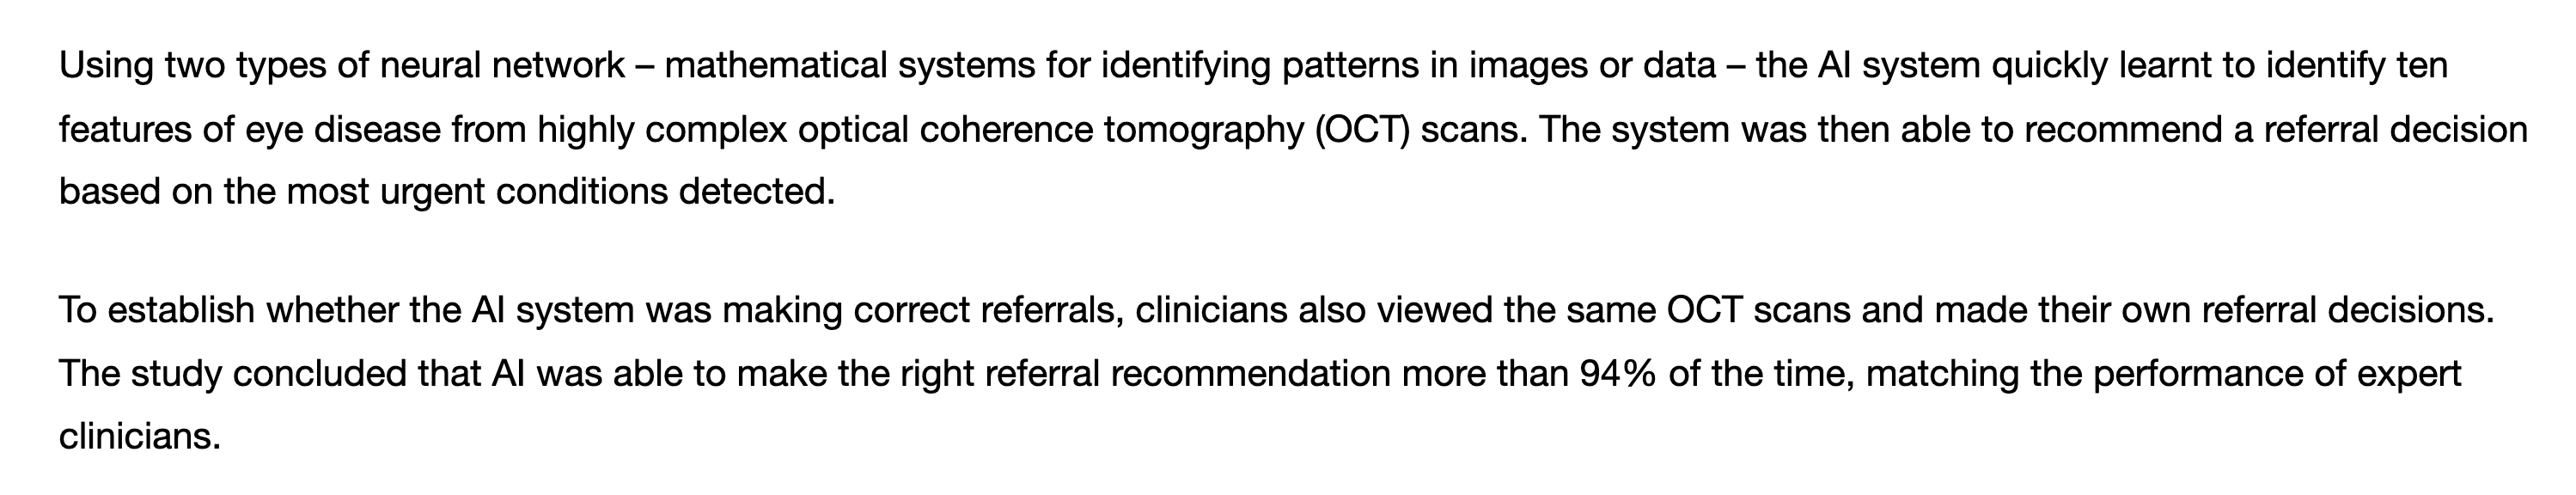 Using two types of neural network – mathematical systems for identifying patterns in images or data – the AI system quickly learnt to identify ten
features of eye disease from highly complex optical coherence tomography (OCT) scans. The system was then able to recommend a referral decision
based on the most urgent conditions detected.
To establish whether the AI system was making correct referrals, clinicians also viewed the same OCT scans and made their own referral decisions.
The study concluded that AI was able to make the right referral recommendation more than 94% of the time, matching the performance of expert
clinicians.